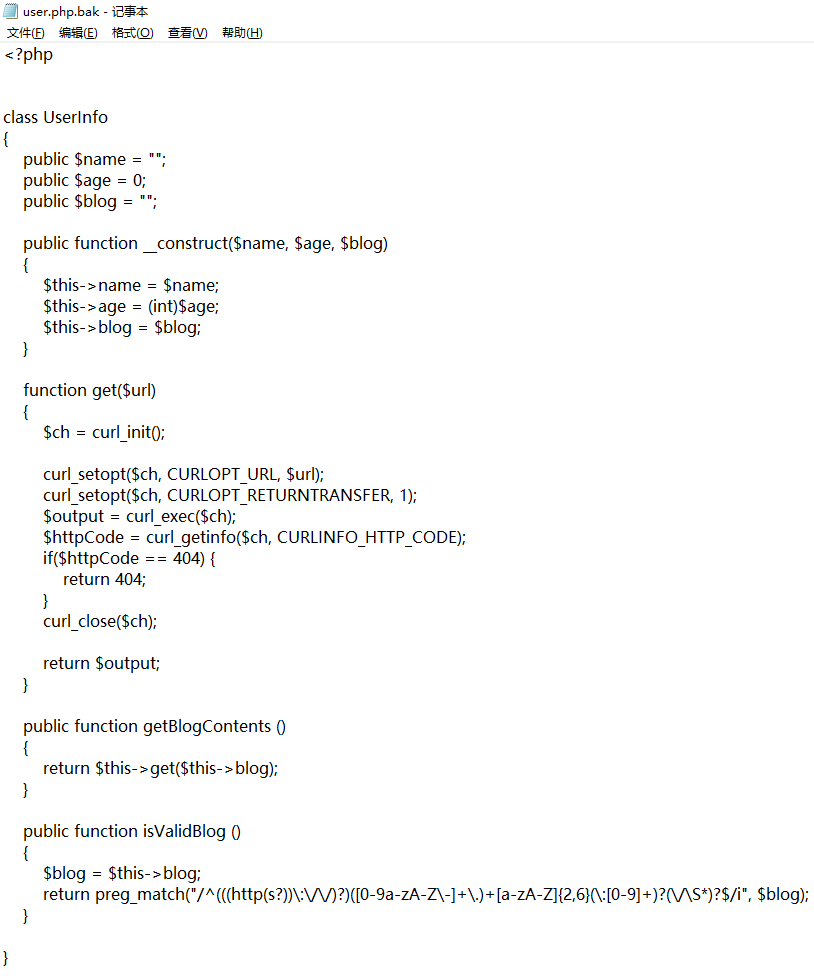 user.php.bak - 记事本
文件(F) 编辑(E) 格式(O) 查看(V) 帮助(H)
<?php
class UserInfo
{
public $name = "";
public $age = 0;
public $blog = "";
public function __construct($name, $age, $blog)
{
$this->name = $name;
$this->age = (int)$age;
$this->blog = $blog;
}
function get($url)
{
$ch = curl_init();
curl_setopt($ch, CURLOPT_URL, $url);
curl_setopt($ch, CURLOPT_RETURNTRANSFER, 1);
$output = curl_exec($ch);
$httpCode = curl_getinfo($ch, CURLINFO_HTTP_CODE);
if($httpCode == 404) {
return 404;
}
curl_close($ch);
return $output;
}
public function getBlogContents ()
{
return $this->get($this->blog);
}
public function isValidBlog ()
{
$blog = $this->blog;
return preg_match("/^(((http(s?))\:\/\/)?)([0-9a-zA-Z\-]+\.)+[a-zA-Z]{2,6}(\:[0-9]+)?(\/\S*)?$/i", $blog);
}
}